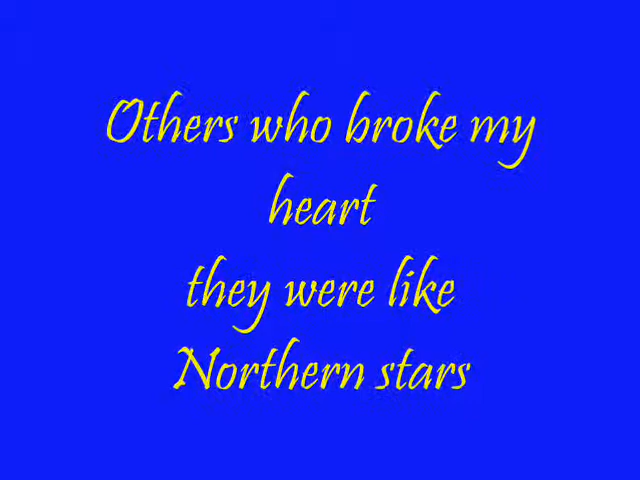 Others who broke my
heart
they were like
Northern stars